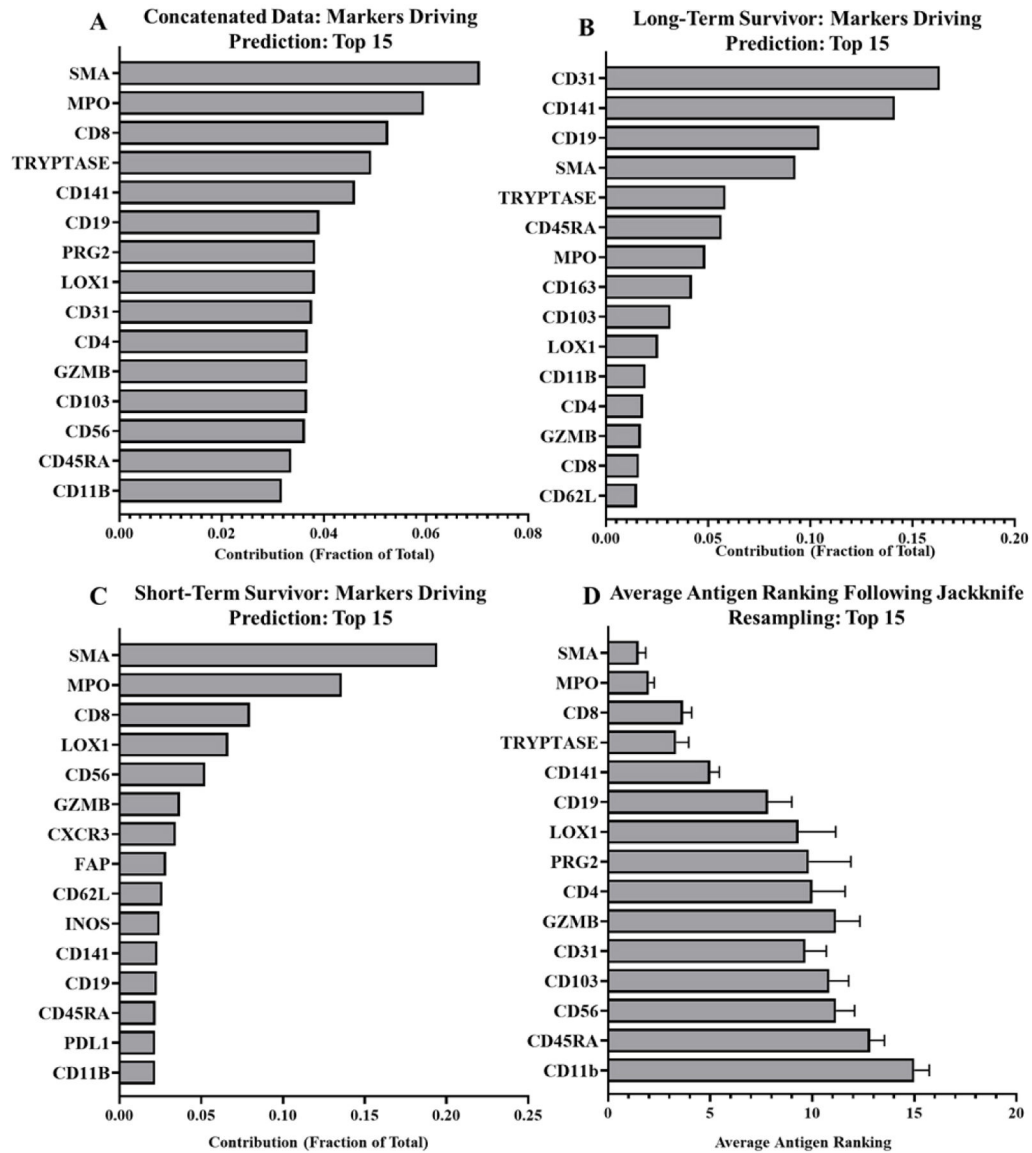 A
Concatenated Data: Markers Driving
Prediction: Top 15
SMA
MPO
CD8
TRYPTASE
CD141
CD19
PRG2
LOX1
CD31
CD4
GZMB
CD103
CD56
CD45RA
CD11B
0.00 0.02 0.04 0.06 0.08
Contribution (Fraction of Total)
B
Long-Term Survivor: Markers Driving
Prediction: Top 15
CD31
CD141
CD19
SMA
TRYPTASE
CD45RA
MPO
CD163
CD103
LOX1
CD11B
CD4
GZMB
CD8
CD62L
0.00 0.05 0.10 0.15 0.20
Contribution (Fraction of Total)
C
Short-Term Survivor: Markers Driving
Prediction: Top 15
SMA
MPO
CD8
LOX1
CD56
GZMB
CXCR3
FAP
CD62L
INOS
CD141
CD19
CD45RA
PDL1
CD11B
0.00 0.05 0.10 0.15 0.20 0.25
Contribution (Fraction of Total)
D
Average Antigen Ranking Following Jackknife
Resampling: Top 15
SMA
MPO
CD8
TRYPTASE
CD141
CD19
LOX1
PRG2
CD4
GZMB
CD31
CD103
CD56
CD45RA
CD11b
0 5 10 15 20
Average Antigen Ranking